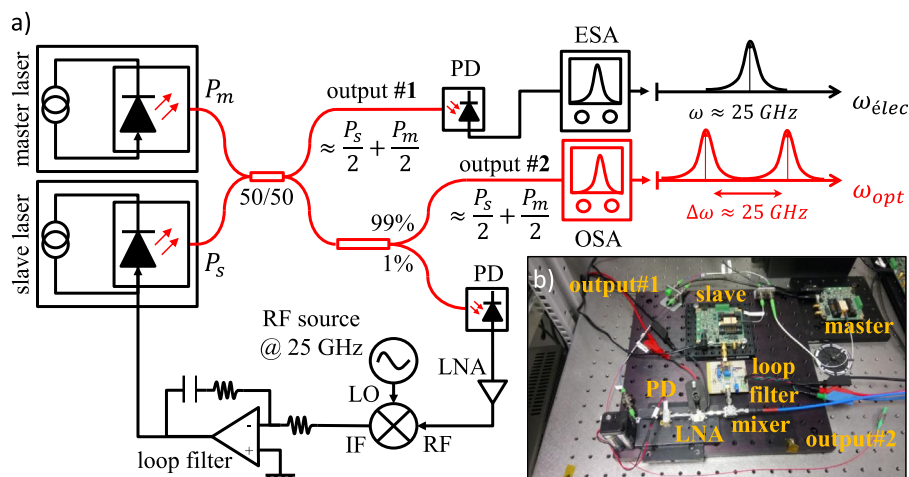 a)
master laser
P_m
slave laser
P_s
50/50
output #1
≈ P_s/2 + P_m/2
PD
ESA
ω ≈ 25 GHz
ω_élec
output #2
≈ P_s/2 + P_m/2
OSA
Δω ≈ 25 GHz
ω_opt
99%
1%
PD
LNA
RF source
@ 25 GHz
LO
IF
RF
loop filter
-
+
b)
output#1
slave
master
PD
loop
filter
LNA
mixer
output#2